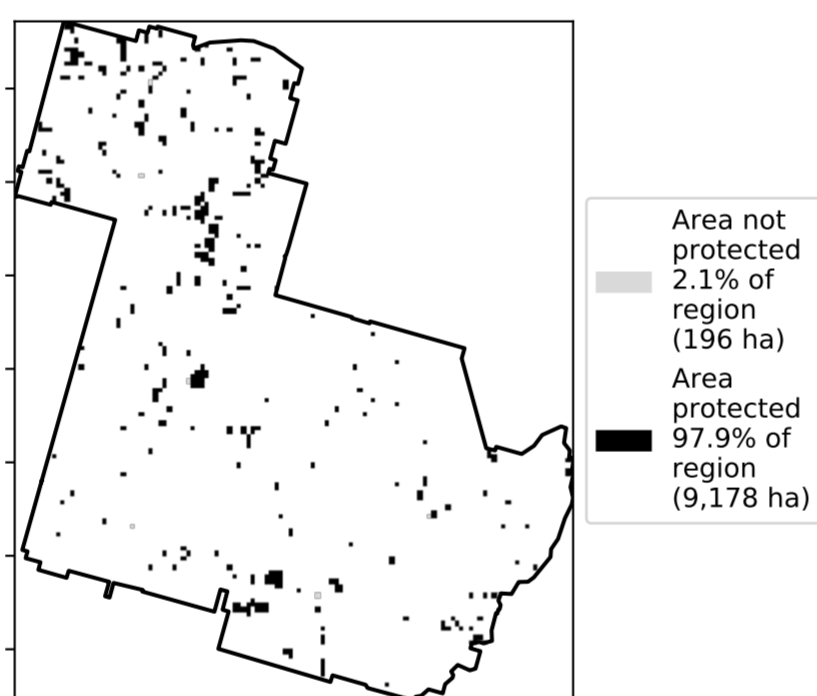 Area not
protected
2.1% of
region
(196 ha)
Area
protected
97.9% of
region
(9,178 ha)